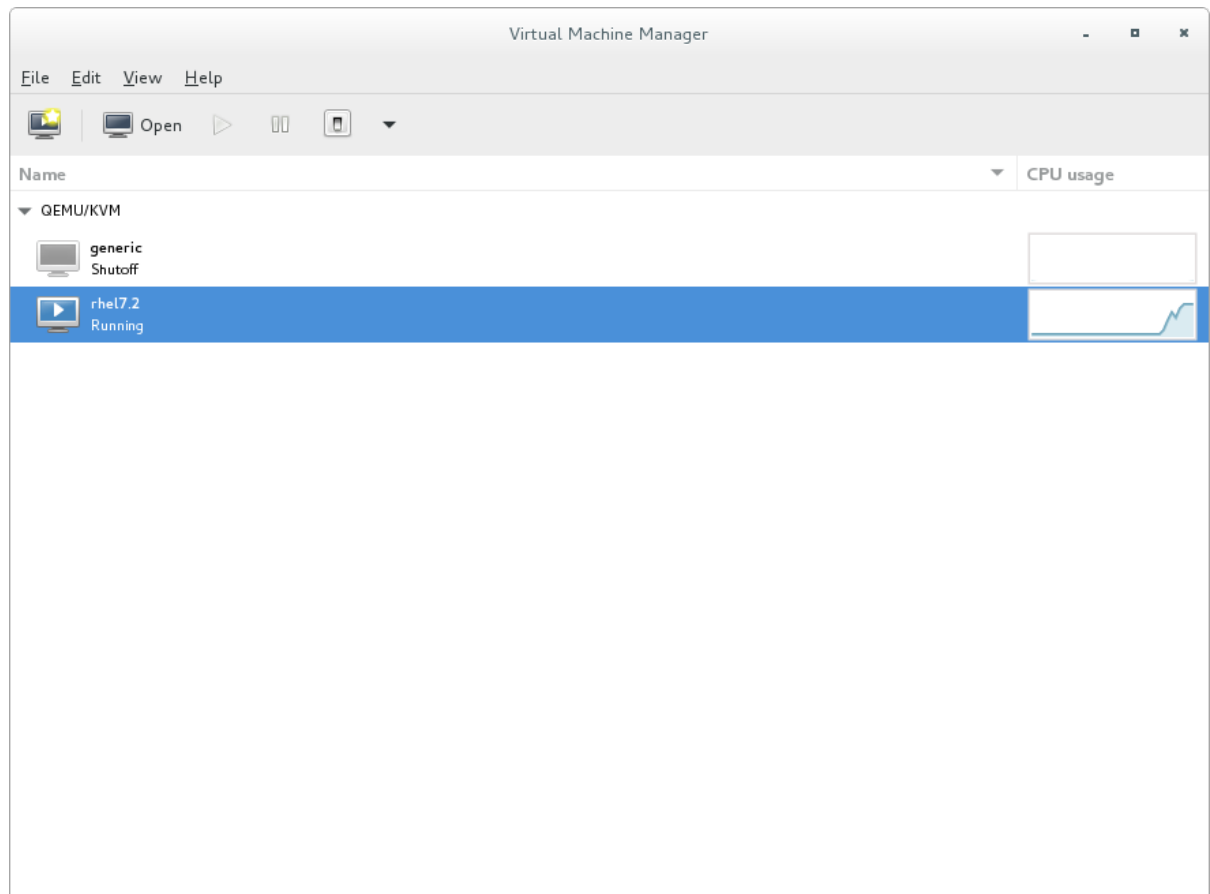 Virtual Machine Manager
File Edit View Help
Open
Name CPU usage
QEMU/KVM
generic
Shutoff
rhel7.2
Running